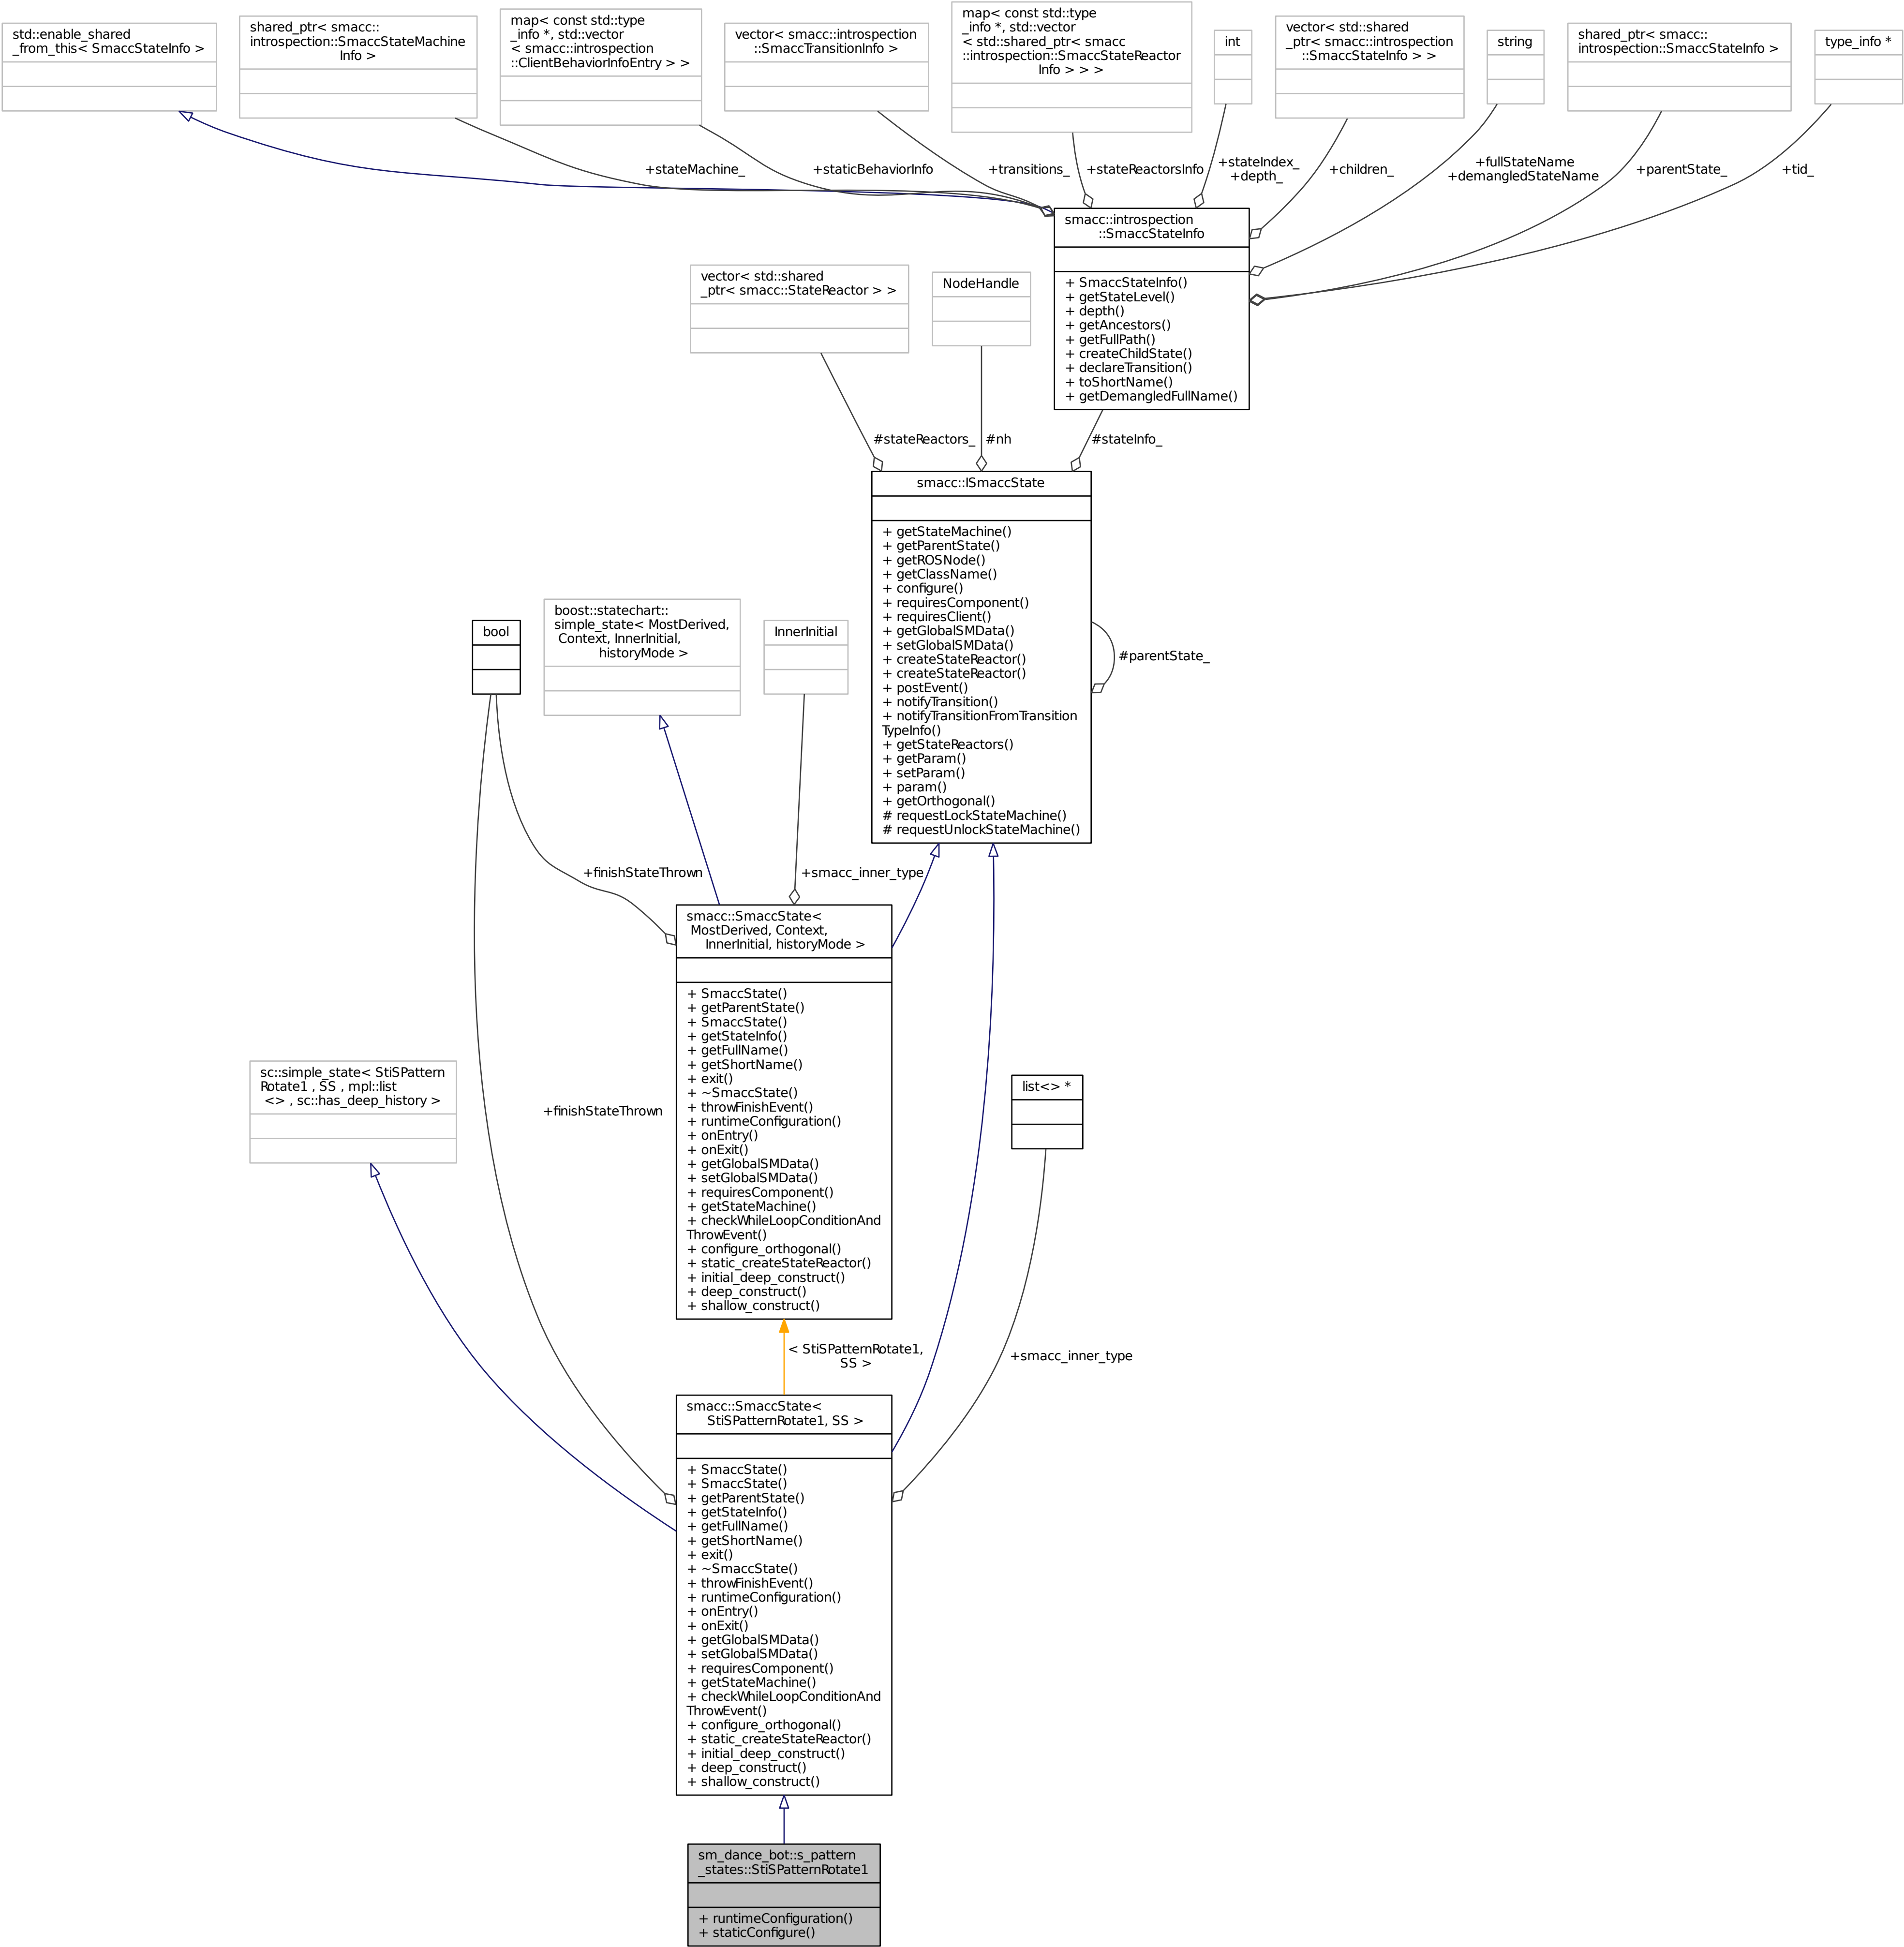 std::enable_shared
_from_this< SmaccStateInfo >
shared_ptr< smacc::
introspection::SmaccStateMachine
Info >
map< const std::type
_info *, std::vector
< smacc::introspection
::ClientBehaviorInfoEntry > >
vector< smacc::introspection
::SmaccTransitionInfo >
map< const std::type
_info *, std::vector
< std::shared_ptr< smacc
::introspection::SmaccStateReactor
Info > > >
int
vector< std::shared
_ptr< smacc::introspection
::SmaccStateInfo > >
string
shared_ptr< smacc::
introspection::SmaccStateInfo >
type_info *
+stateMachine_
+staticBehaviorInfo
+transitions_
+stateReactorsInfo
+stateIndex_
+depth_
+children_
+fullStateName
+demangledStateName
+parentState_
+tid_
smacc::introspection
::SmaccStateInfo
+ SmaccStateInfo()
+ getStateLevel()
+ depth()
+ getAncestors()
+ getFullPath()
+ createChildState()
+ declareTransition()
+ toShortName()
+ getDemangledFullName()
vector< std::shared
_ptr< smacc::StateReactor > >
NodeHandle
#stateReactors_
#nh
#stateInfo_
smacc::ISmaccState
+ getStateMachine()
+ getParentState()
+ getROSNode()
+ getClassName()
+ configure()
+ requiresComponent()
+ requiresClient()
+ getGlobalSMData()
+ setGlobalSMData()
+ createStateReactor()
+ createStateReactor()
+ postEvent()
+ notifyTransition()
+ notifyTransitionFromTransition
TypeInfo()
+ getStateReactors()
+ getParam()
+ setParam()
+ param()
+ getOrthogonal()
# requestLockStateMachine()
# requestUnlockStateMachine()
#parentState_
bool
boost::statechart::
simple_state< MostDerived,
Context, InnerInitial,
historyMode >
InnerInitial
+finishStateThrown
+smacc_inner_type
smacc::SmaccState<
MostDerived, Context,
InnerInitial, historyMode >
+ SmaccState()
+ getParentState()
+ SmaccState()
+ getStateInfo()
+ getFullName()
+ getShortName()
+ exit()
+ ~SmaccState()
+ throwFinishEvent()
+ runtimeConfiguration()
+ onEntry()
+ onExit()
+ getGlobalSMData()
+ setGlobalSMData()
+ requiresComponent()
+ getStateMachine()
+ checkWhileLoopConditionAnd
ThrowEvent()
+ configure_orthogonal()
+ static_createStateReactor()
+ initial_deep_construct()
+ deep_construct()
+ shallow_construct()
sc::simple_state< StiSPattern
Rotate1 , SS , mpl::list
<> , sc::has_deep_history >
+finishStateThrown
list<> *
< StiSPatternRotate1,
SS >
+smacc_inner_type
smacc::SmaccState<
StiSPatternRotate1, SS >
+ SmaccState()
+ SmaccState()
+ getParentState()
+ getStateInfo()
+ getFullName()
+ getShortName()
+ exit()
+ ~SmaccState()
+ throwFinishEvent()
+ runtimeConfiguration()
+ onEntry()
+ onExit()
+ getGlobalSMData()
+ setGlobalSMData()
+ requiresComponent()
+ getStateMachine()
+ checkWhileLoopConditionAnd
ThrowEvent()
+ configure_orthogonal()
+ static_createStateReactor()
+ initial_deep_construct()
+ deep_construct()
+ shallow_construct()
sm_dance_bot::s_pattern
_states::StiSPatternRotate1
+ runtimeConfiguration()
+ staticConfigure()